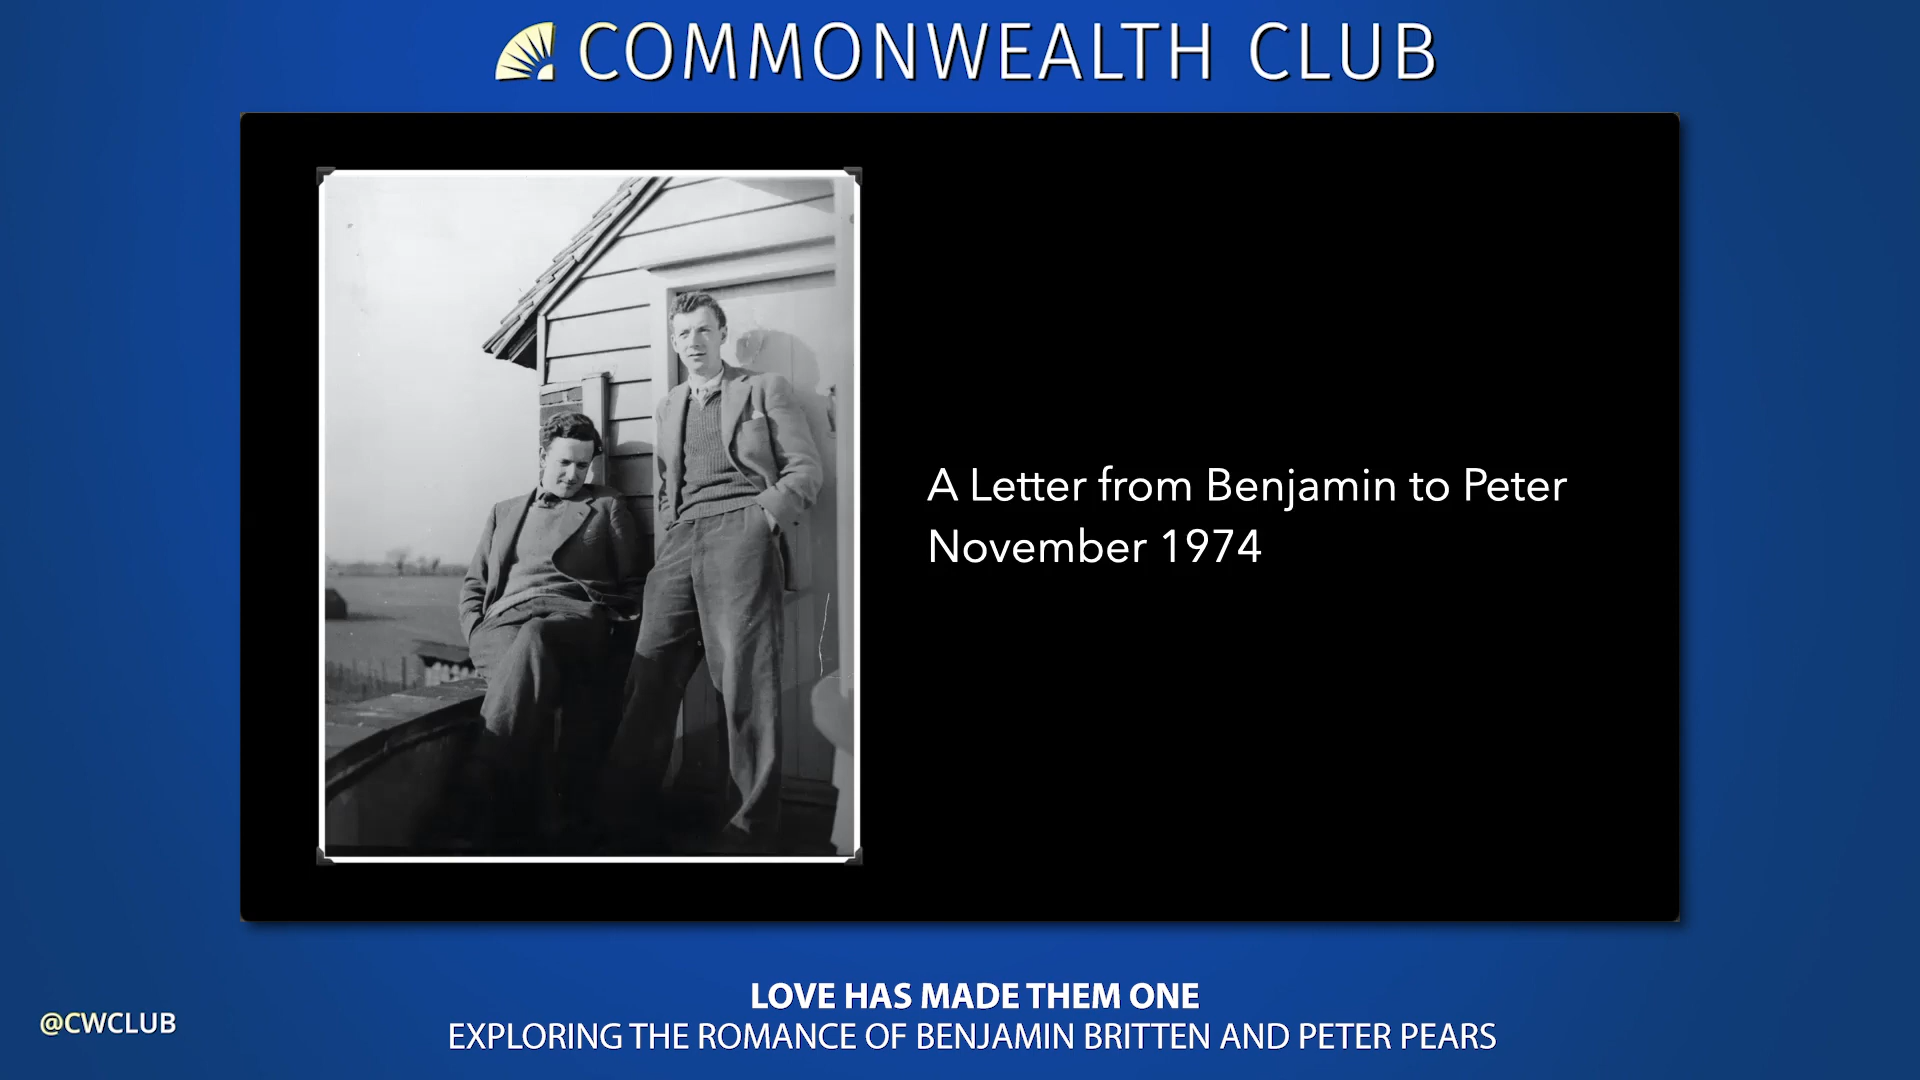 COMMONWEALTH CLUB
A Letter from Benjamin to Peter
November 1974
LOVE HAS MADE THEM ONE
@CWCLUB
EXPLORING THE ROMANCE OF BENJAMIN BRITTEN AND PETER PEARS